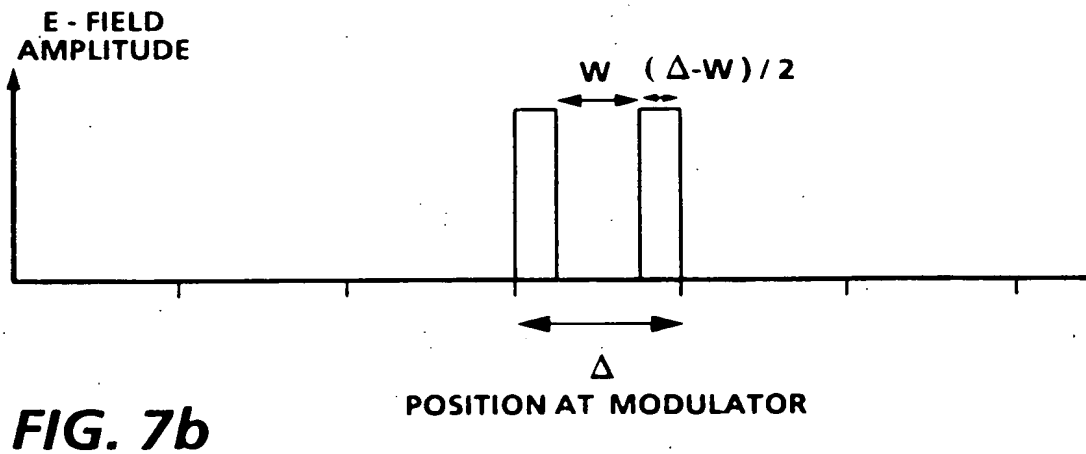 E - FIELD
AMPLITUDE
W
( Δ-W ) / 2
Δ
POSITION AT MODULATOR
FIG. 7b